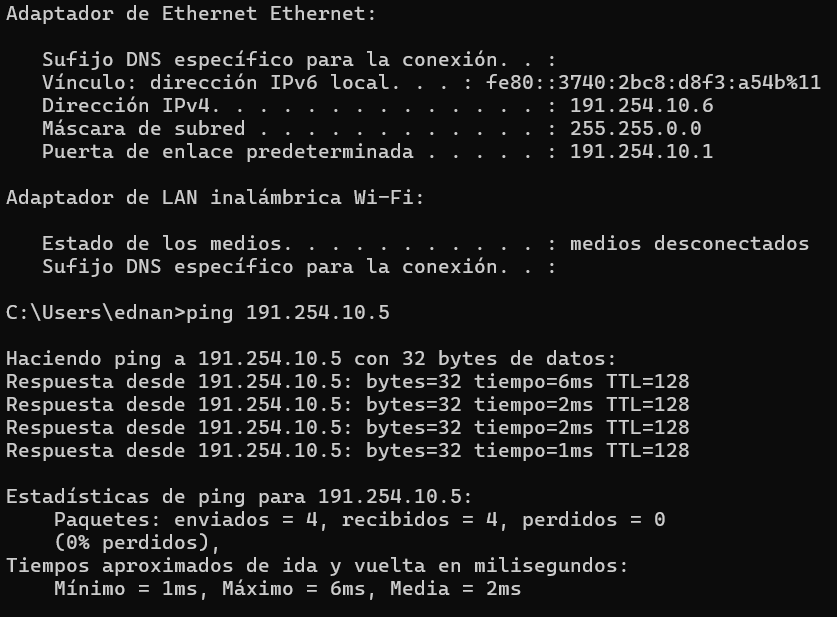 Adaptador de Ethernet Ethernet:
Sufijo DNS específico para la conexión. . :
Vínculo: dirección IPv6 local. . . : fe80::3740:2bc8:d8f3:a54b%11
Dirección IPv4. . . . . . . . . . . . . . : 191.254.10.6
Máscara de subred . . . . . . . . . . . . : 255.255.0.0
Puerta de enlace predeterminada . . . . . : 191.254.10.1
Adaptador de LAN inalámbrica Wi-Fi:
Estado de los medios. . . . . . . . . . . : medios desconectados
Sufijo DNS específico para la conexión. . :
C:\Users\ednan>ping 191.254.10.5
Haciendo ping a 191.254.10.5 con 32 bytes de datos:
Respuesta desde 191.254.10.5: bytes=32 tiempo=6ms TTL=128
Respuesta desde 191.254.10.5: bytes=32 tiempo=2ms TTL=128
Respuesta desde 191.254.10.5: bytes=32 tiempo=2ms TTL=128
Respuesta desde 191.254.10.5: bytes=32 tiempo=1ms TTL=128
Estadísticas de ping para 191.254.10.5:
Paquetes: enviados = 4, recibidos = 4, perdidos = 0
(0% perdidos),
Tiempos aproximados de ida y vuelta en milisegundos:
Mínimo = 1ms, Máximo = 6ms, Media = 2ms